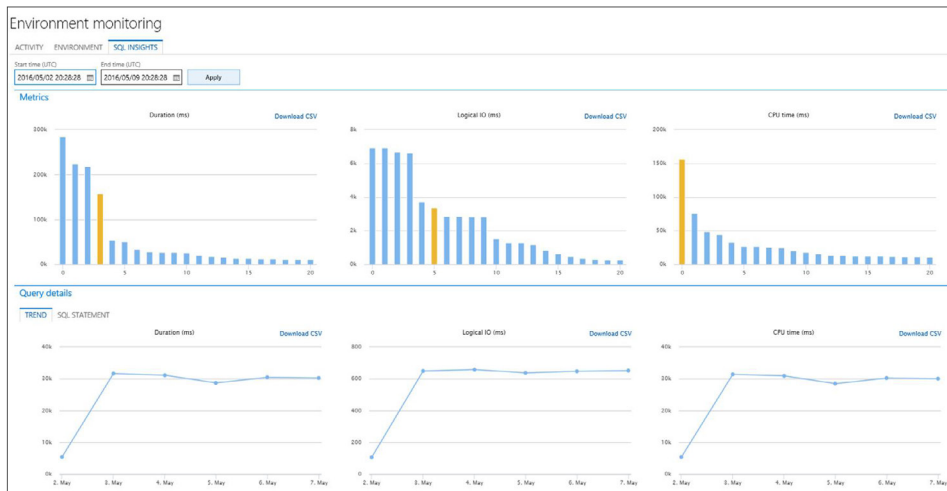 Environment monitoring
ACTIVITY ENVIRONMENT SQL INSIGHTS
Start time (UTC) End time (UTC)
2016/05/02 20:28:28 2016/05/09 20:28:28 Apply
Metrics
Duration (ms) Download CSV
300k
200k
100k
0k
0 5 10 15 20
Logical IO (ms) Download CSV
8k
6k
4k
2k
0k
0 5 10 15 20
CPU time (ms) Download CSV
200k
150k
100k
50k
0k
0 5 10 15 20
Query details
TREND SQL STATEMENT
Duration (ms) Download CSV
40k
30k
20k
10k
0k
2. May 3. May 4. May 5. May 6. May 7. May
Logical IO (ms) Download CSV
800
600
400
200
0
2. May 3. May 4. May 5. May 6. May 7. May
CPU time (ms) Download CSV
40k
30k
20k
10k
0k
2. May 3. May 4. May 5. May 6. May 7. May